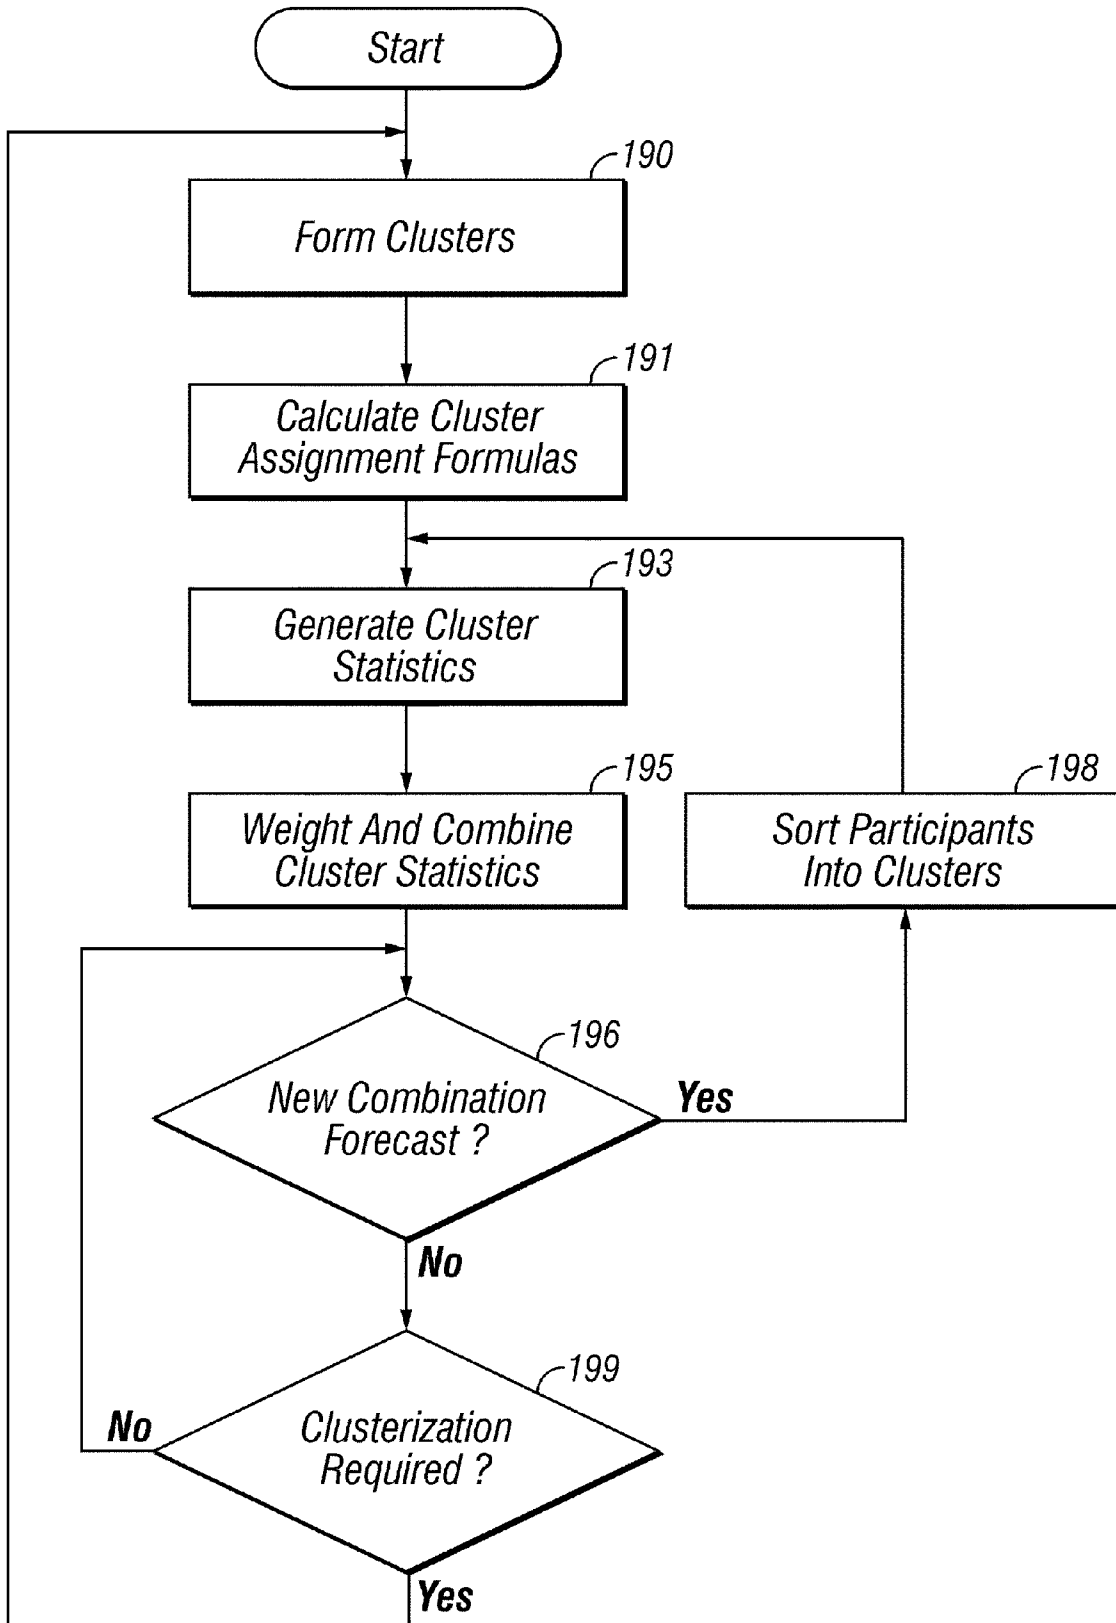 Start
190
Form Clusters
191
Calculate Cluster
Assignment Formulas
193
Generate Cluster
Statistics
195
Weight And Combine
Cluster Statistics
198
Sort Participants
Into Clusters
196
New Combination
Forecast ?
Yes
No
199
Clusterization
Required ?
No
Yes